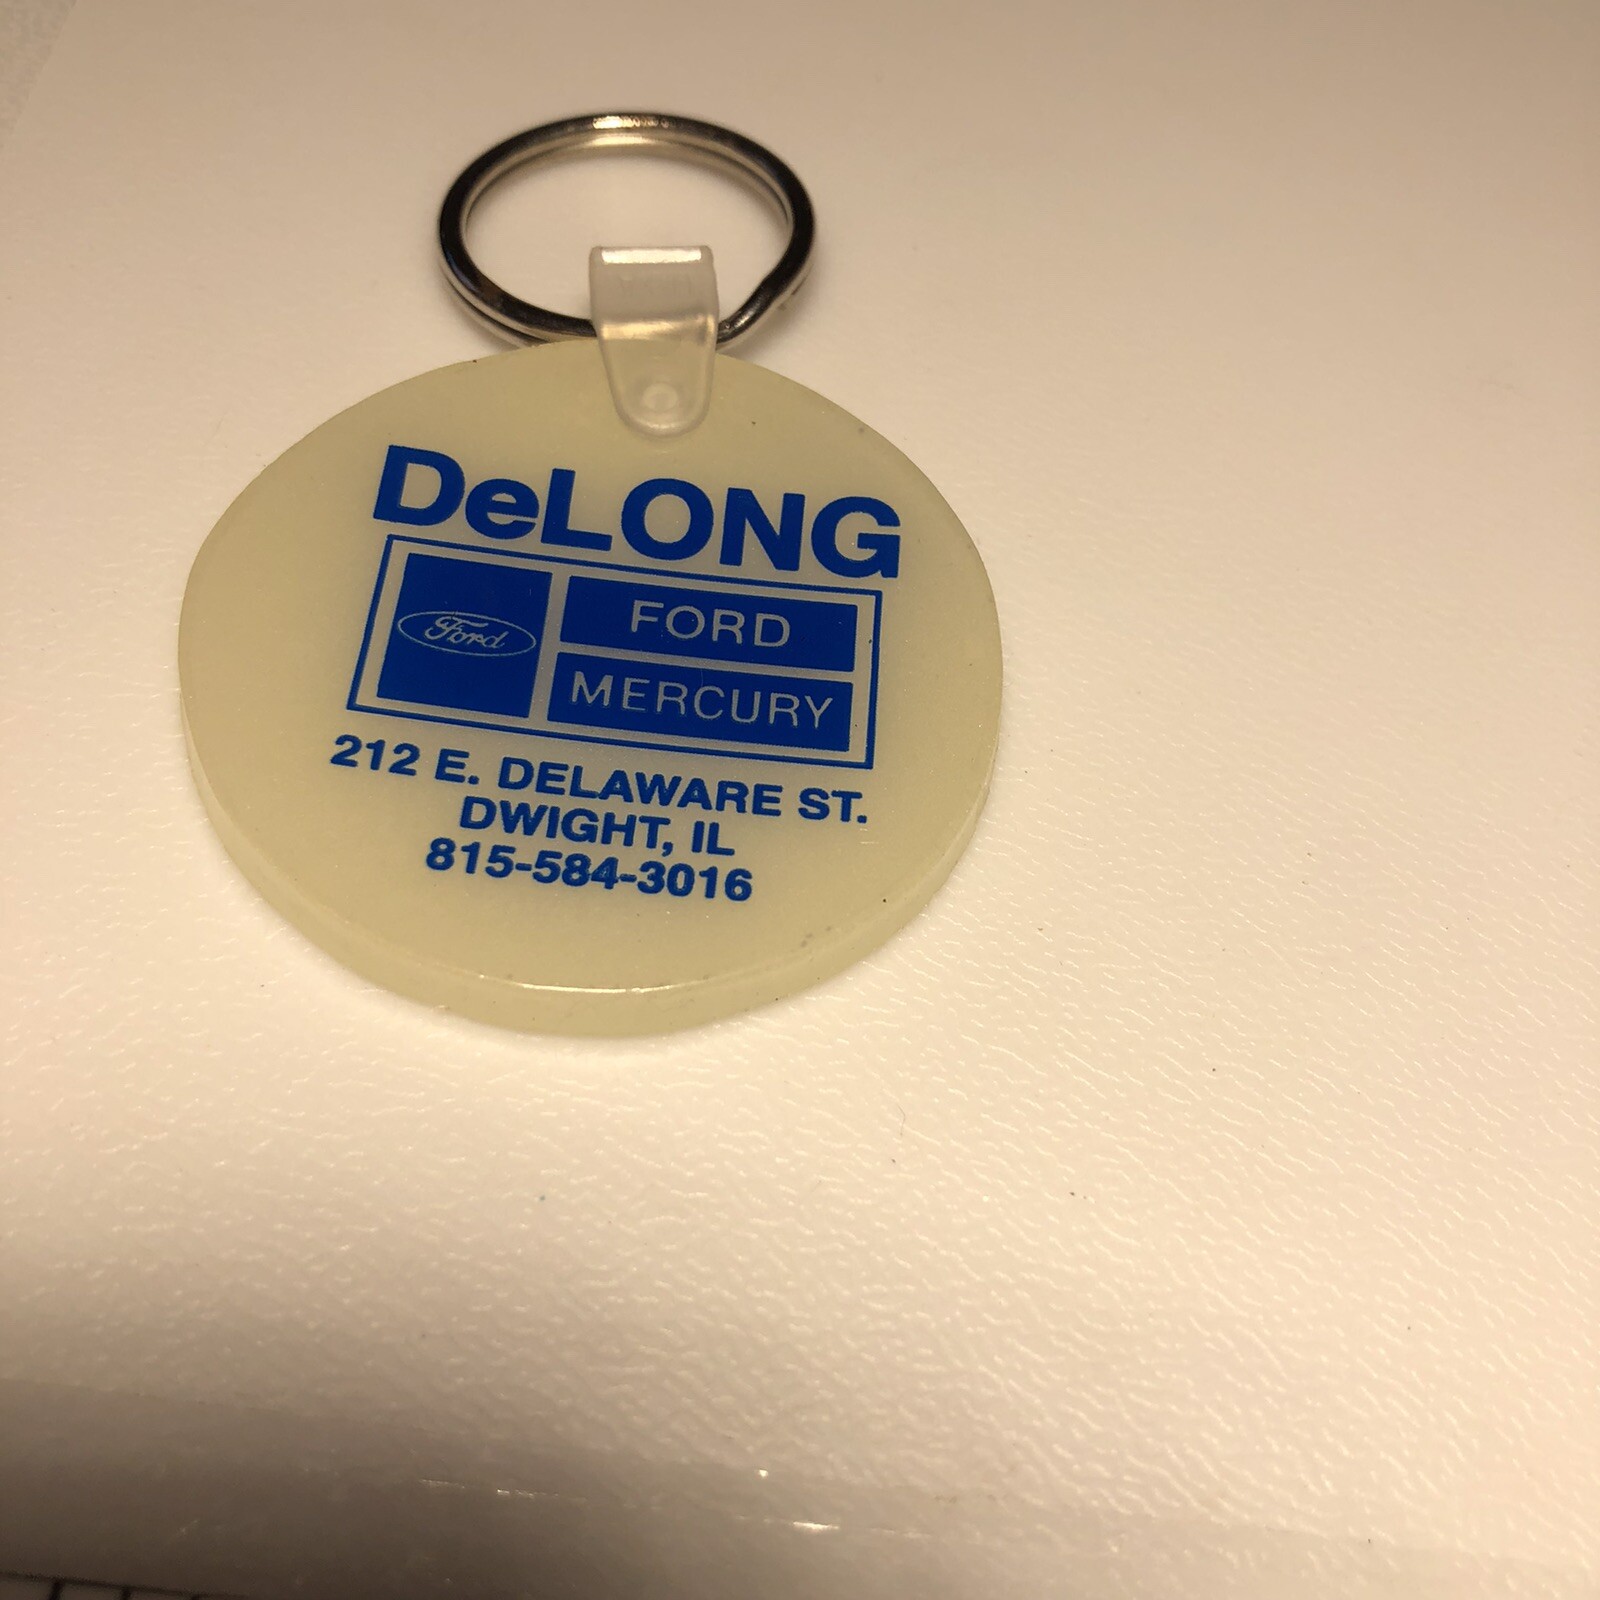 DeLONG
Ford
FORD
MERCURY
212 E. DELAWARE ST.
DWIGHT, IL
815-584-3016